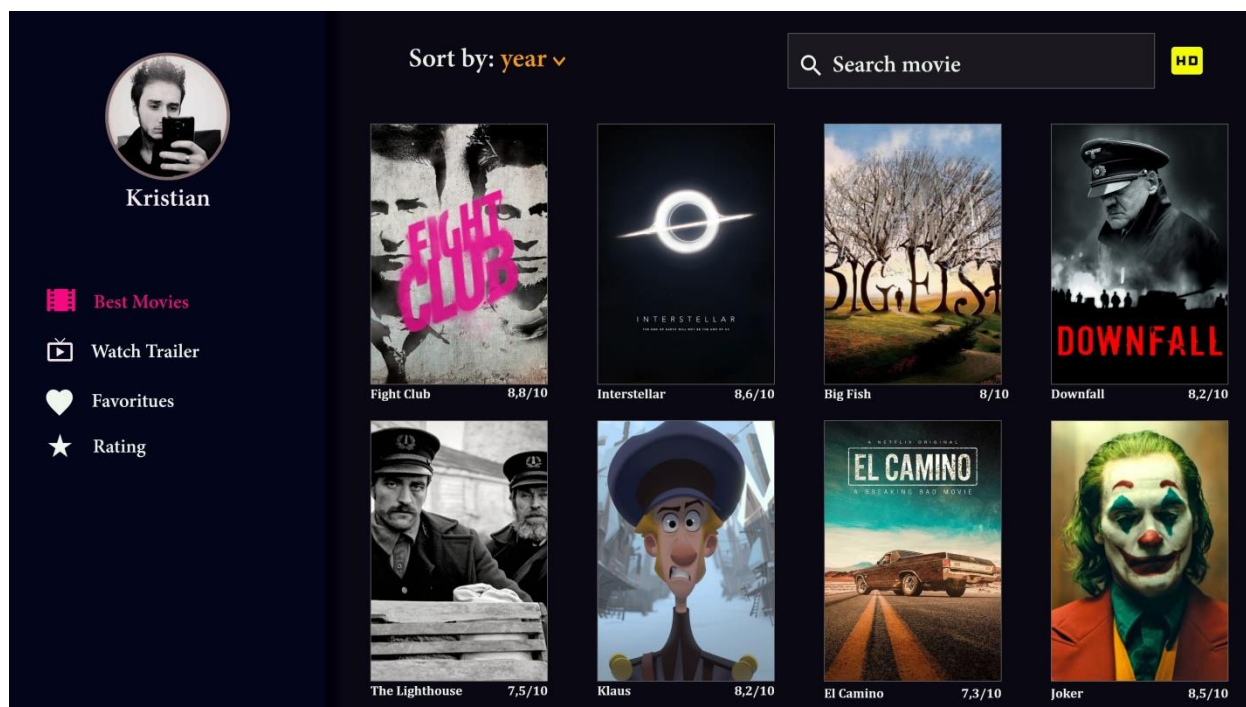 Sort by: year
Search movie
HD
Kristian
Best Movies
Watch Trailer
Favoritues
Rating
FIGHT
CLUB
INTERSTELLAR
BIG FISH
DOWNFALL
Fight Club 8,8/10
Interstellar 8,6/10
Big Fish 8/10
Downfall 8,2/10
A NETFLIX ORIGINAL
EL CAMINO
A BREAKING BAD MOVIE
The Lighthouse 7,5/10
Klaus 8,2/10
El Camino 7,3/10
Joker 8,5/10